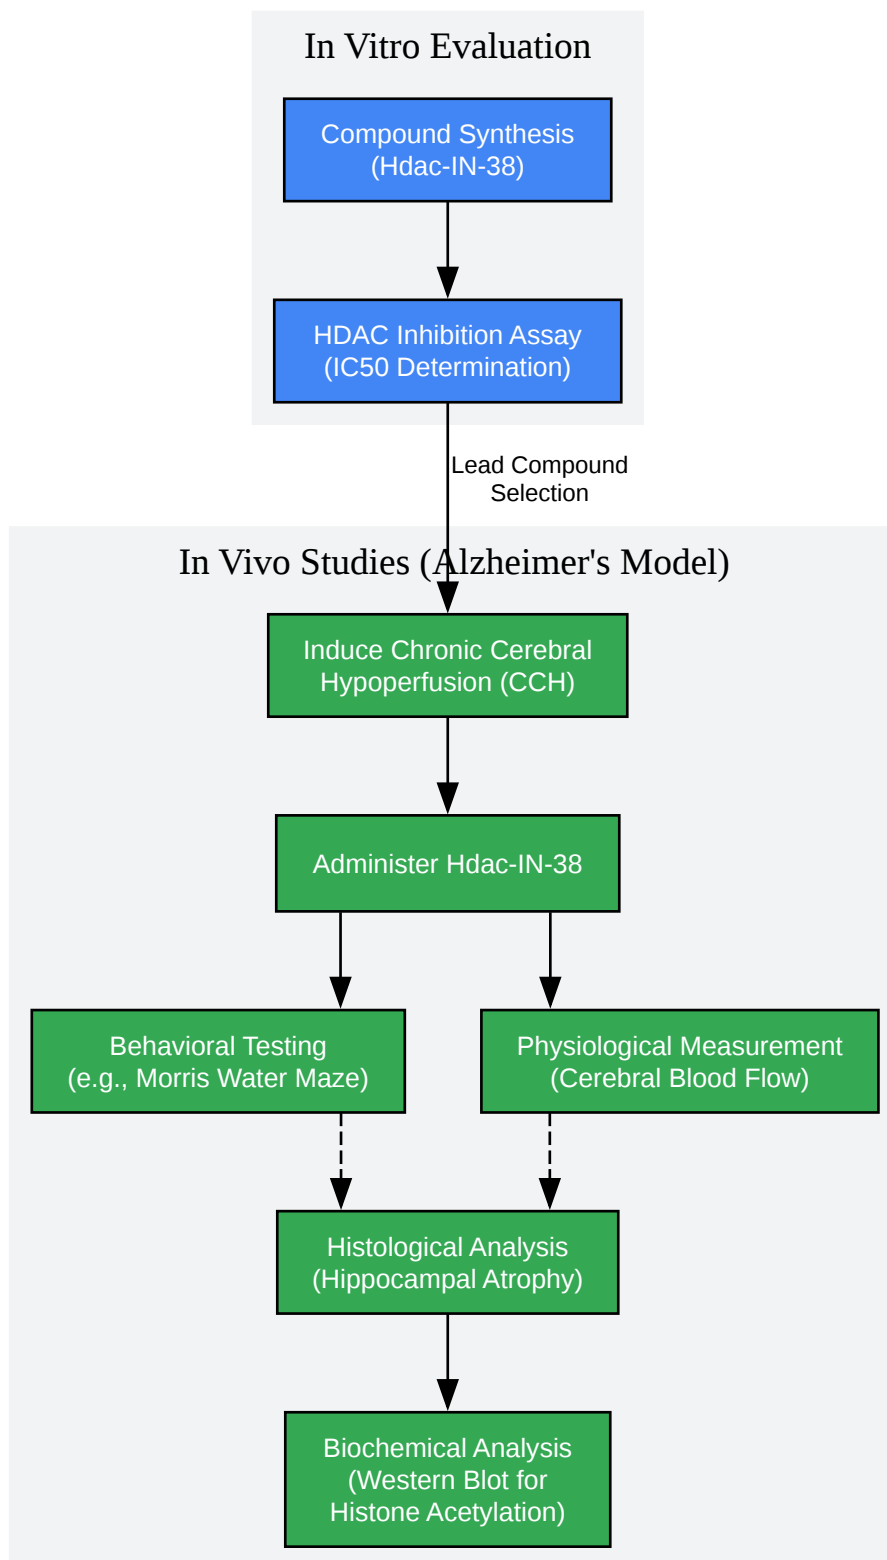 In Vitro Evaluation
Compound Synthesis
(Hdac-IN-38)
HDAC Inhibition Assay
(IC50 Determination)
Lead Compound
Selection
In Vivo Studies (Alzheimer's Model)
Induce Chronic Cerebral
Hypoperfusion (CCH)
Administer Hdac-IN-38
Behavioral Testing
(e.g., Morris Water Maze)
Physiological Measurement
(Cerebral Blood Flow)
Histological Analysis
(Hippocampal Atrophy)
Biochemical Analysis
(Western Blot for
Histone Acetylation)